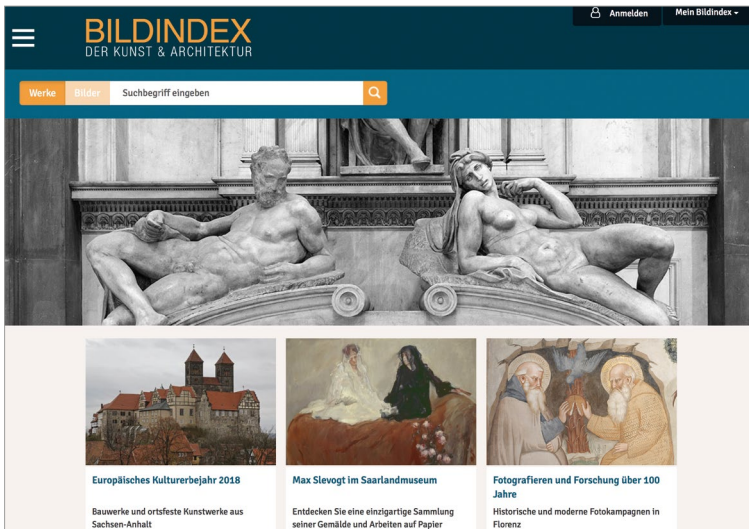 Anmelden
Mein Bildindex
BILDINDEX
DER KUNST & ARCHITEKTUR
Werke
Bilder
Suchbegriff eingeben
Europäisches Kulturerbejahr 2018
Bauwerke und ortsfeste Kunstwerke aus
Sachsen-Anhalt
Max Slevogt im Saarlandmuseum
Entdecken Sie eine einzigartige Sammlung
seiner Gemälde und Arbeiten auf Papier
Fotografieren und Forschung über 100
Jahre
Historische und moderne Fotokampagnen in
Florenz